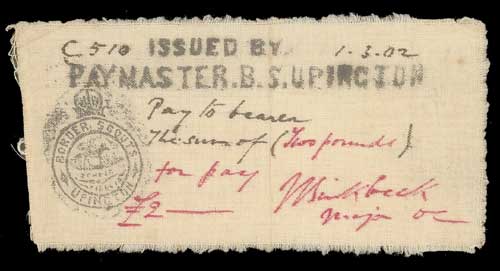 C 510 ISSUED BY. 1.3.02
PAYMASTER.B.S.UPINGTON
Pay to bearer
The sum of (Two pounds)
for pay
£2
Major OC
BORDER SCOUTS
UPINGTON